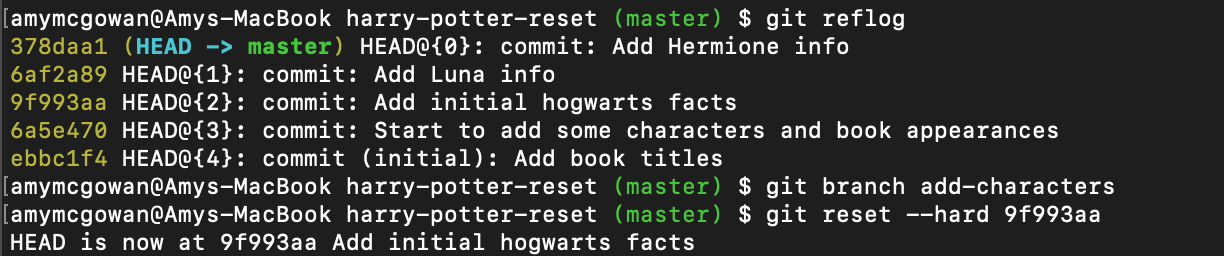 [amymcgowan@Amys-MacBook harry-potter-reset (master) $ git reflog
378daa1 (HEAD -> master) HEAD@{0}: commit: Add Hermione info
6af2a89 HEAD@{1}: commit: Add Luna info
9f993aa HEAD@{2}: commit: Add initial hogwarts facts
6a5e470 HEAD@{3}: commit: Start to add some characters and book appearances
ebbc1f4 HEAD@{4}: commit (initial): Add book titles
[amymcgowan@Amys-MacBook harry-potter-reset (master) $ git branch add-characters
[amymcgowan@Amys-MacBook harry-potter-reset (master) $ git reset --hard 9f993aa
HEAD is now at 9f993aa Add initial hogwarts facts